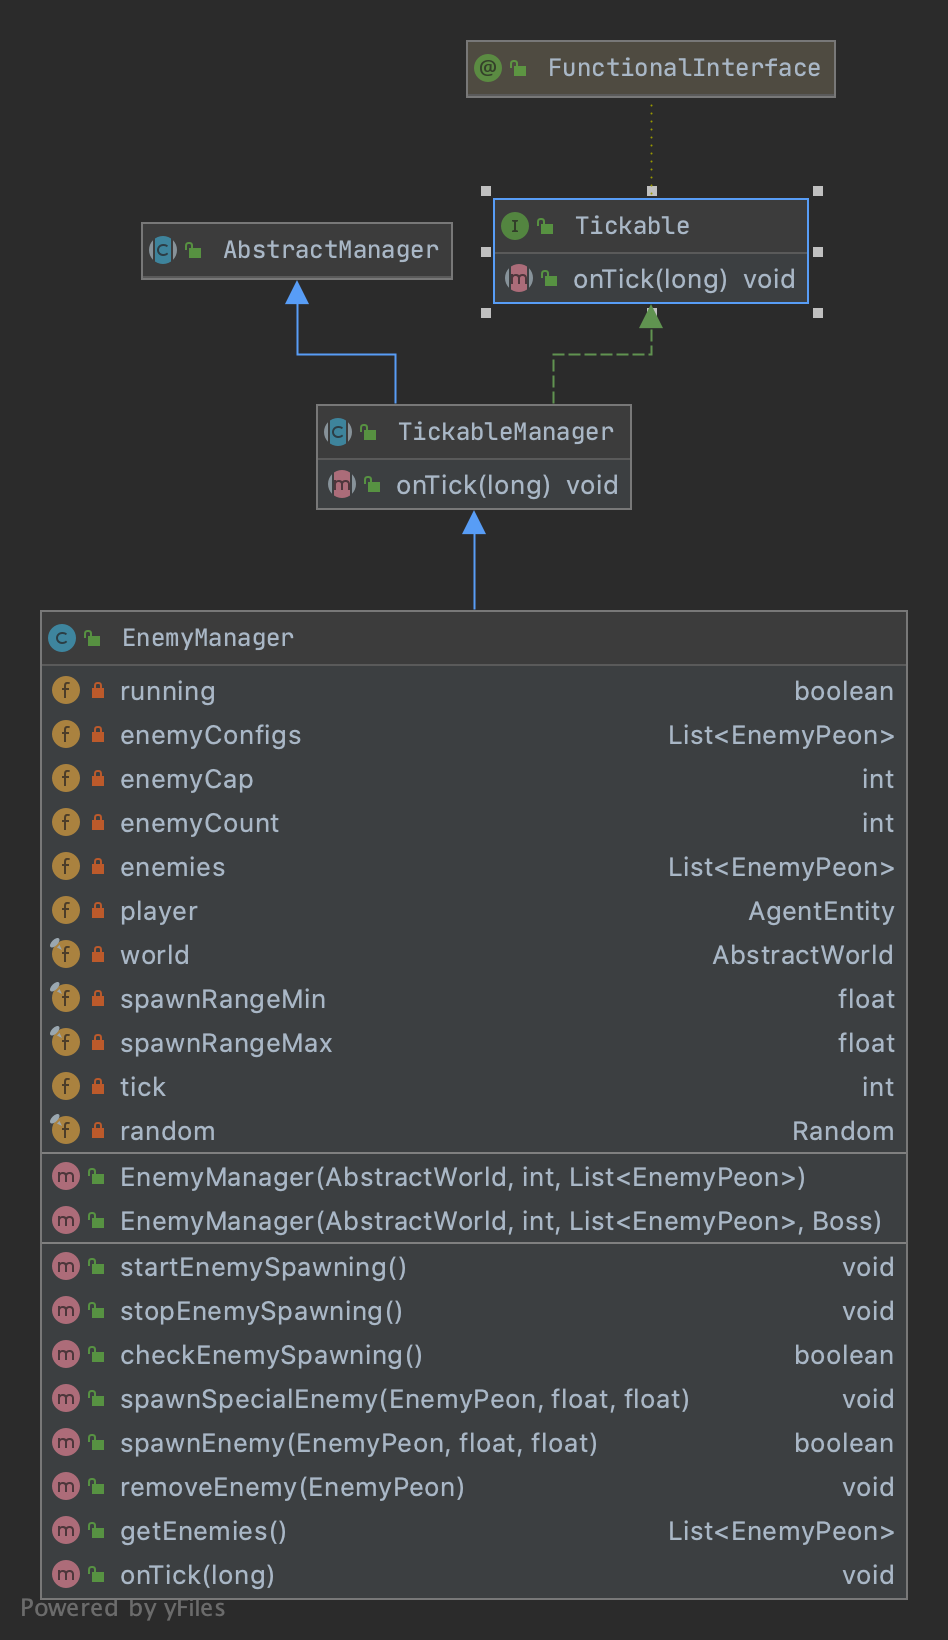 FunctionalInterface
Tickable
onTick(long) void
AbstractManager
TickableManager
onTick(long) void
EnemyManager
running boolean
enemyConfigs List<EnemyPeon>
enemyCap int
enemyCount int
enemies List<EnemyPeon>
player AgentEntity
world AbstractWorld
spawnRangeMin float
spawnRangeMax float
tick int
random Random
EnemyManager(AbstractWorld, int, List<EnemyPeon>)
EnemyManager(AbstractWorld, int, List<EnemyPeon>, Boss)
startEnemySpawning() void
stopEnemySpawning() void
checkEnemySpawning() boolean
spawnSpecialEnemy(EnemyPeon, float, float) void
spawnEnemy(EnemyPeon, float, float) boolean
removeEnemy(EnemyPeon) void
getEnemies() List<EnemyPeon>
onTick(long) void
Powered by yFiles